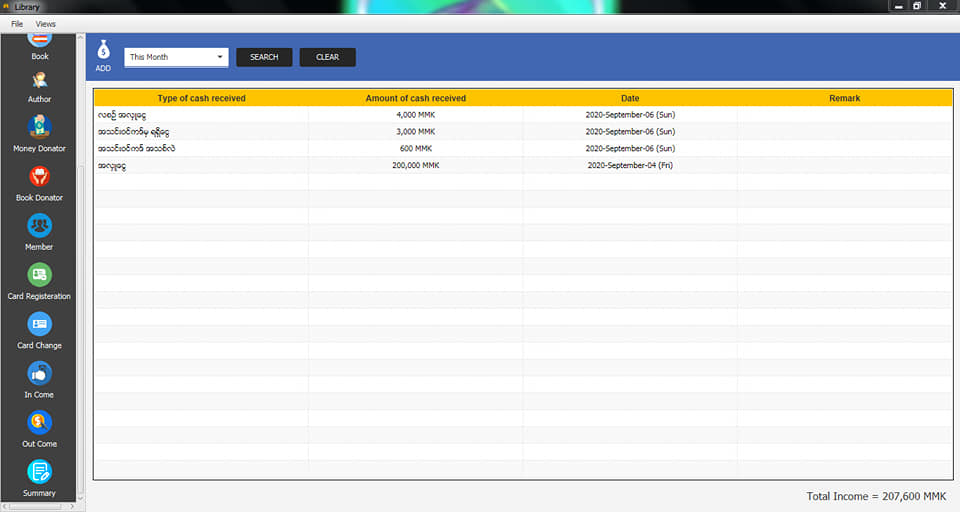 Library
File Views
Book
Author
Money Donator
Book Donator
Member
Card Registeration
Card Change
In Come
Out Come
Summary
$
ADD
This Month
SEARCH
CLEAR
Type of cash received Amount of cash received Date Remark
လစဉ် အလှူငွေ 4,000 MMK 2020-September-06 (Sun)
အသင်းဝင်ကဒ်မှ ရရှိငွေ 3,000 MMK 2020-September-06 (Sun)
အသင်းဝင်ကဒ် အသစ်လဲ 600 MMK 2020-September-06 (Sun)
အလှူငွေ 200,000 MMK 2020-September-04 (Fri)
Total Income = 207,600 MMK